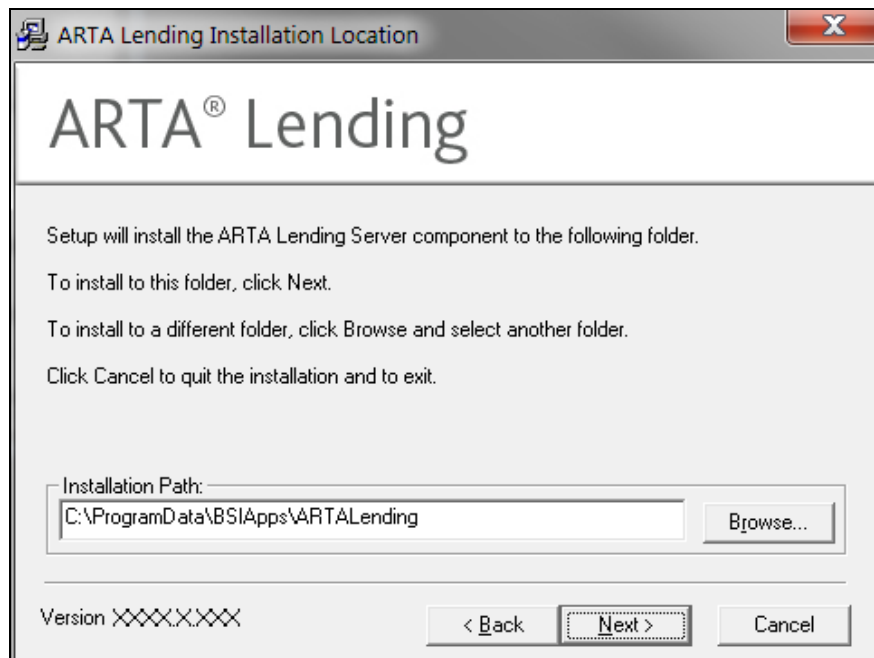 ARTA Lending Installation Location
ARTA® Lending
Setup will install the ARTA Lending Server component to the following folder.
To install to this folder, click Next.
To install to a different folder, click Browse and select another folder.
Click Cancel to quit the installation and to exit.
Installation Path:
C:\ProgramData\BSIApps\ARTALending
Browse...
Version XXXX.X.XXX
< Back
Next >
Cancel